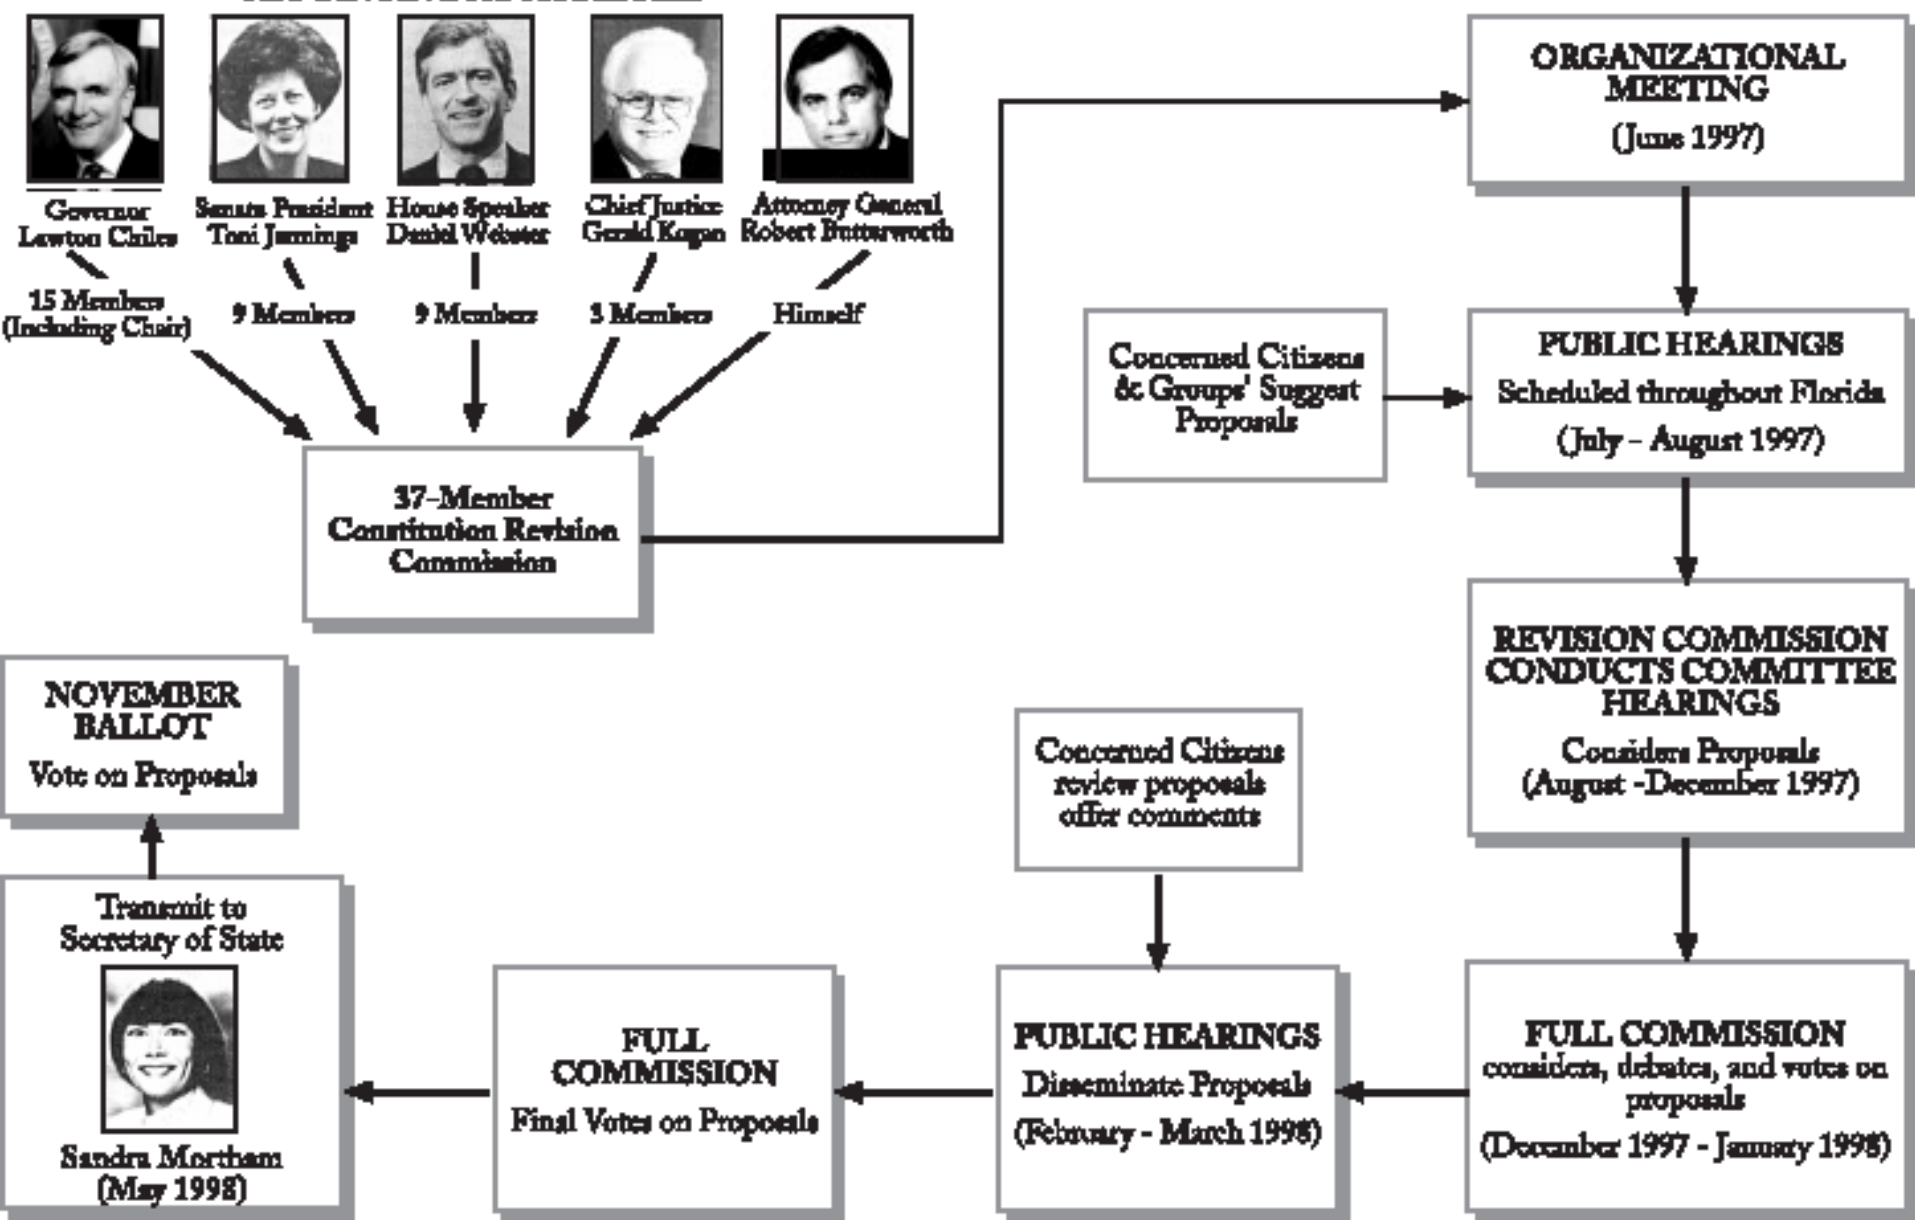 Governor
Lawton Chiles
Senate President
Toni Jennings
House Speaker
Daniel Webster
Chief Justice
Gerald Kogan
Attorney General
Robert Butterworth
15 Members
(Including Chair)
9 Members
9 Members
3 Members
Himself
37-Member
Constitution Revision
Commission
ORGANIZATIONAL
MEETING
(June 1997)
Concerned Citizens
& Groups' Suggest
Proposals
PUBLIC HEARINGS
Scheduled throughout Florida
(July - August 1997)
REVISION COMMISSION
CONDUCTS COMMITTEE
HEARINGS
Considers Proposals
(August -December 1997)
FULL COMMISSION
considers, debates, and votes on
proposals
(December 1997 - January 1998)
Concerned Citizens
review proposals
offer comments
PUBLIC HEARINGS
Disseminate Proposals
(February - March 1998)
FULL
COMMISSION
Final Votes on Proposals
Transmit to
Secretary of State
Sandra Mortham
(May 1998)
NOVEMBER
BALLOT
Vote on Proposals